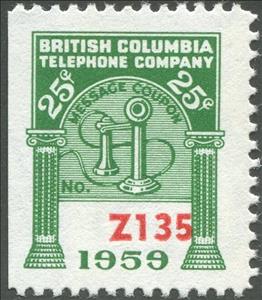 BRITISH COLUMBIA
TELEPHONE COMPANY
25¢ 25¢
MESSAGE COUPON
NO.
Z135
1959